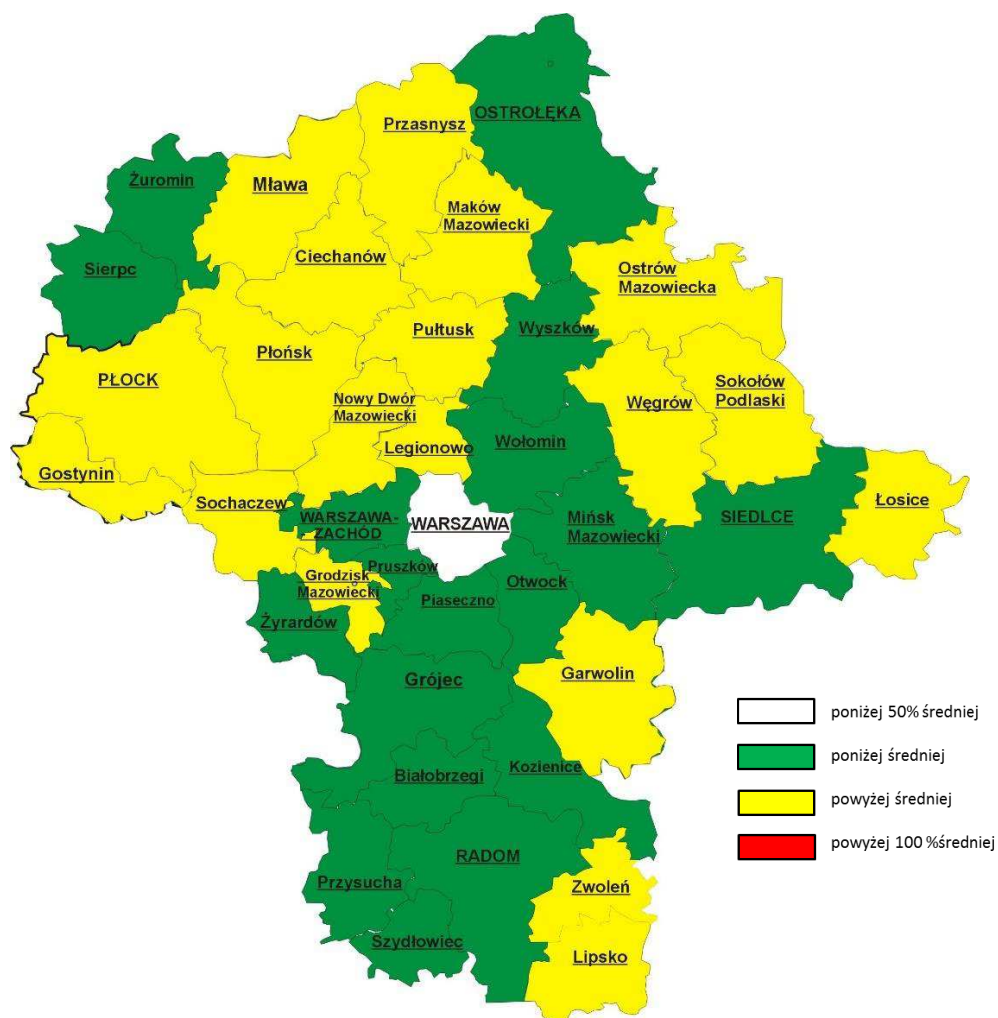 OSTROŁĘKA
Przasnysz
Żuromin
Mława
Maków
Mazowiecki
Ciechanów
Sierpc
Ostrów
Mazowiecka
Wyszków
Pułtusk
Płońsk
PŁOCK
Sokołów
Podlaski
Węgrów
Nowy Dwór
Mazowiecki
Legionowo
Wołomin
Gostynin
Sochaczew
Łosice
WARSZAWA-
ZACHÓD
WARSZAWA
Mińsk
Mazowiecki
SIEDLCE
Pruszków
Grodzisk
Mazowiecki
Otwock
Piaseczno
Żyrardów
Grójec
Garwolin
Białobrzegi
Kozienice
RADOM
Przysucha
Zwoleń
Szydłowiec
Lipsko
poniżej 50% średniej
poniżej średniej
powyżej średniej
powyżej 100 %średniej